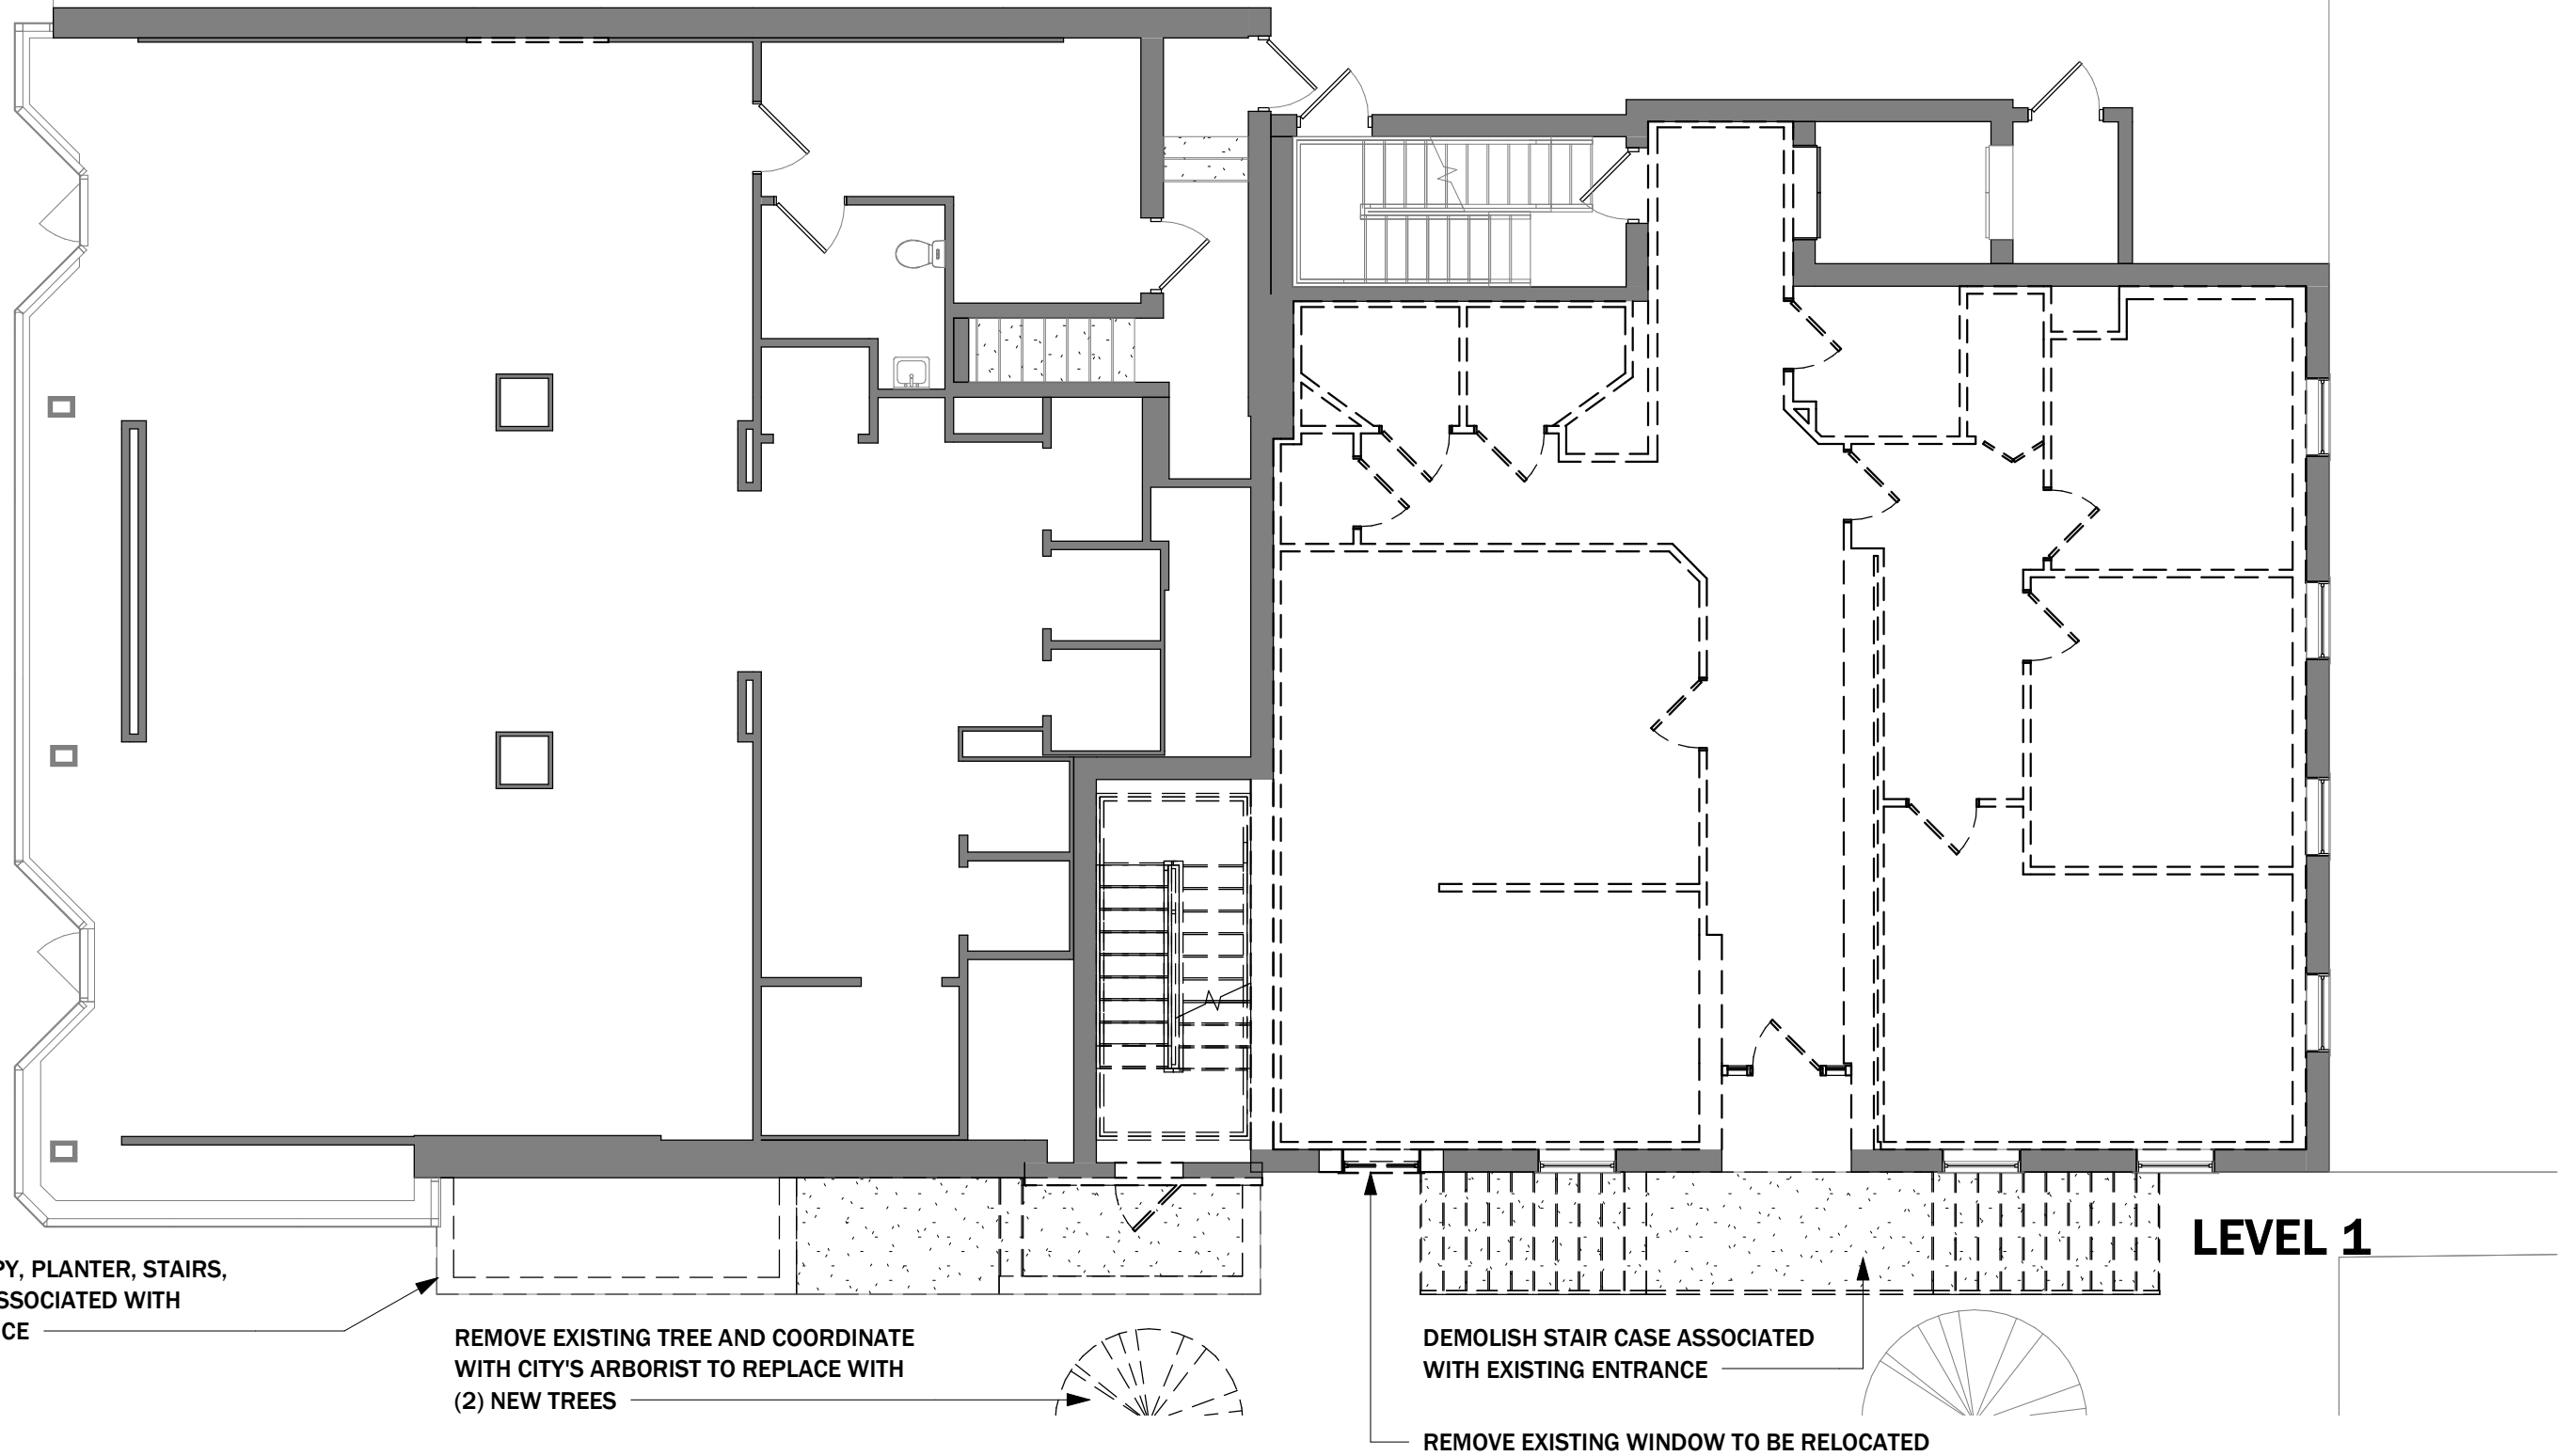 LEVEL 1
PY, PLANTER, STAIRS,
SSOCIATED WITH
CE
REMOVE EXISTING TREE AND COORDINATE
WITH CITY'S ARBORIST TO REPLACE WITH
(2) NEW TREES
DEMOLISH STAIR CASE ASSOCIATED
WITH EXISTING ENTRANCE
REMOVE EXISTING WINDOW TO BE RELOCATED